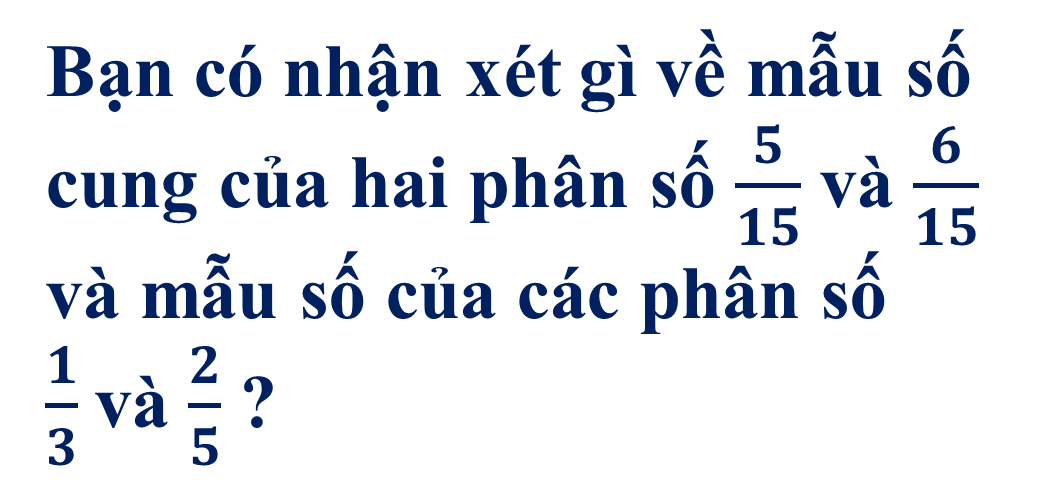 Bạn có nhận xét gì về mẫu số
cung của hai phân số 5/15 và 6/15
và mẫu số của các phân số
1/3 và 2/5 ?